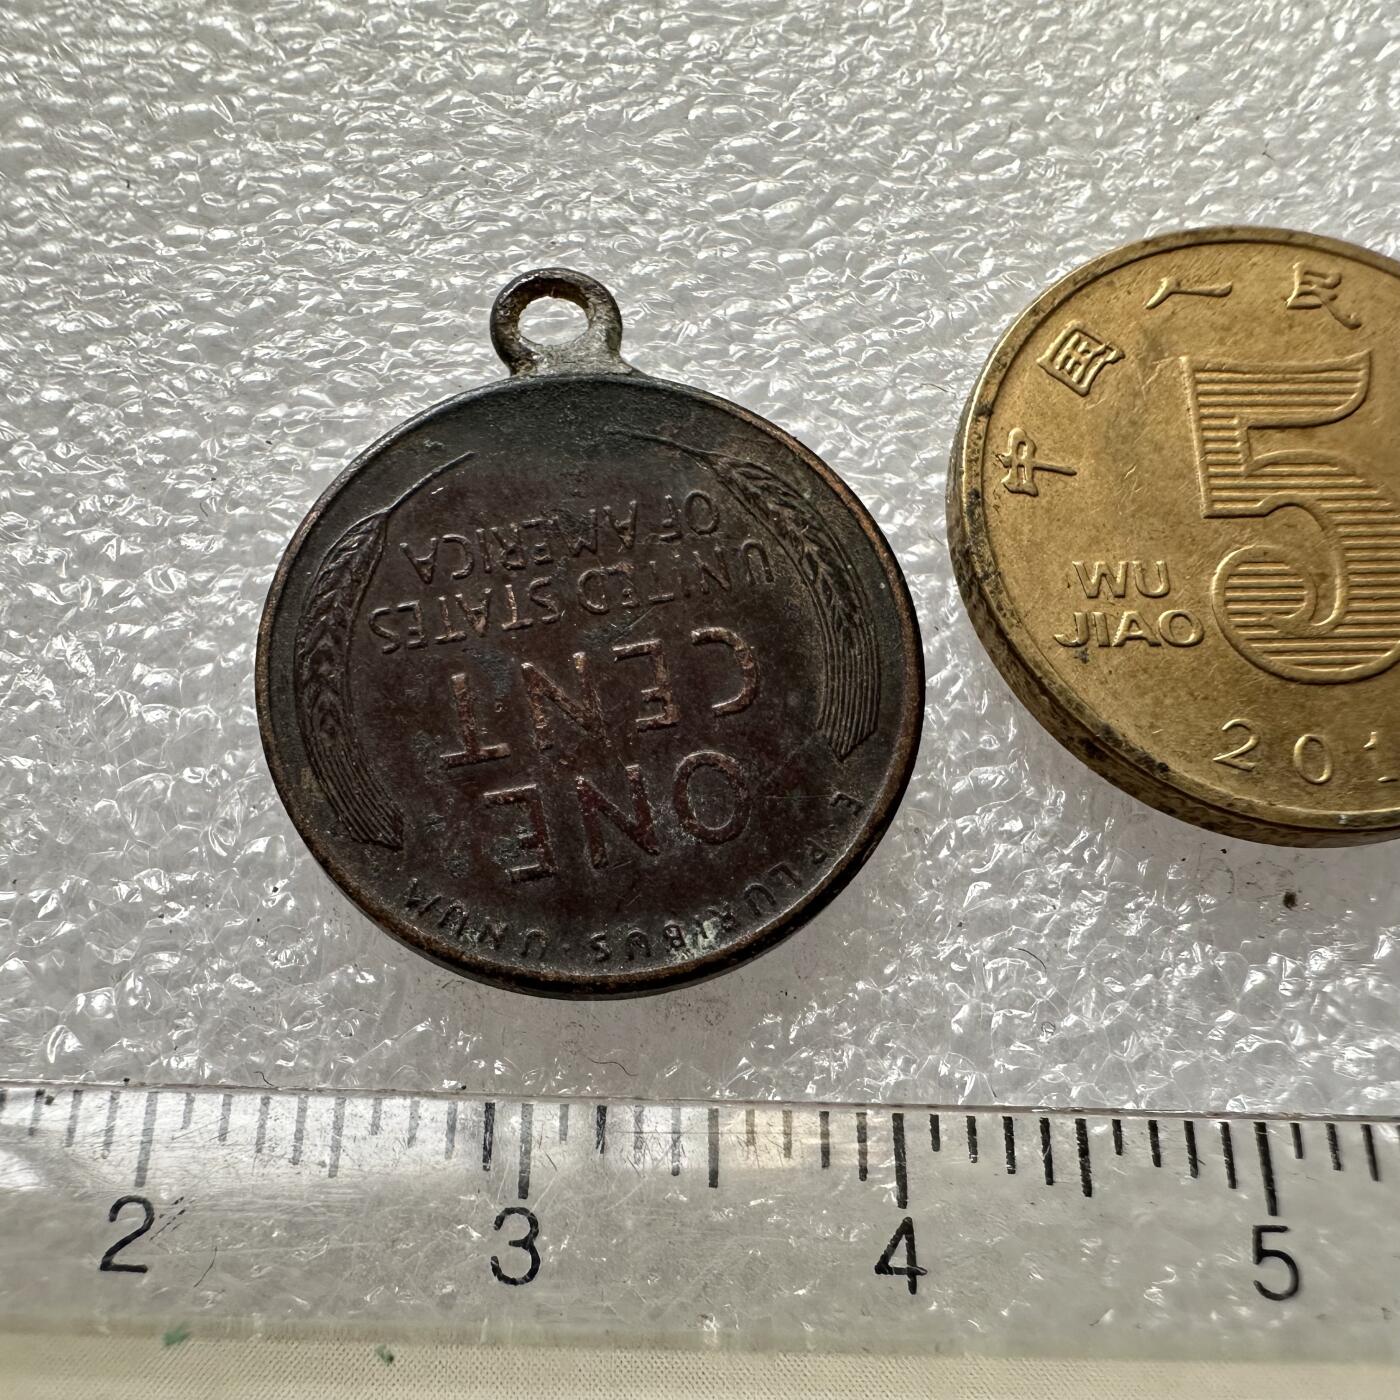 E·PLURIBUS·UNUM
ONE
CENT
UNITED STATES
OF AMERICA
中国人民
5
WU
JIAO
201
2 3 4 5